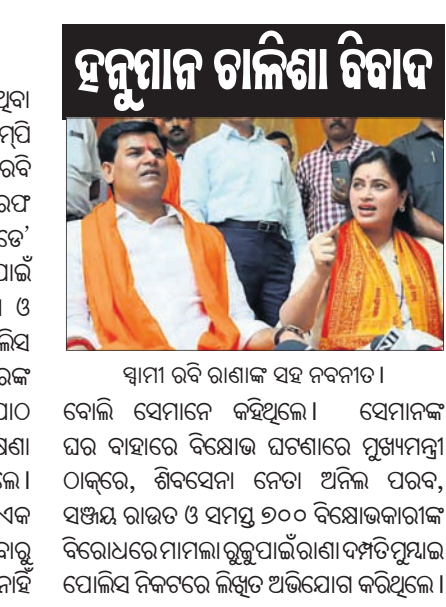 ହନୁମାନ ଚାଳିଶା ବିବାଦ
ସ୍ୱାମୀ ରବି ରାଣାଙ୍କ ସହ ନବନୀତ।
ବୋଲି ସେମାନେ କହିଥିଲେ। ସେମାନଙ୍କ
ଘର ବାହାରେ ବିକ୍ଷୋଭ ଘଟଣାରେ ମୁଖ୍ୟମନ୍ତ୍ରୀ
ଠାକ୍‌ରେ, ଶିବସେନା ନେତା ଅନିଲ ପରବ,
ସଞ୍ଜୟ ରାଉତ ଓ ସମସ୍ତ ୭୦୦ ବିକ୍ଷୋଭକାରୀଙ୍କ
ବିରୋଧରେ ମାମଲା ରୁଜୁ ପାଇଁ ରାଣା ଦମ୍ପତି ମୁମ୍ବାଇ
ପୋଲିସ ନିକଟରେ ଲିଖିତ ଅଭିଯୋଗ କରିଥିଲେ।